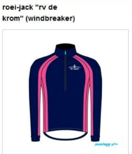 roei-jack "rv de
krom" (windbreaker)